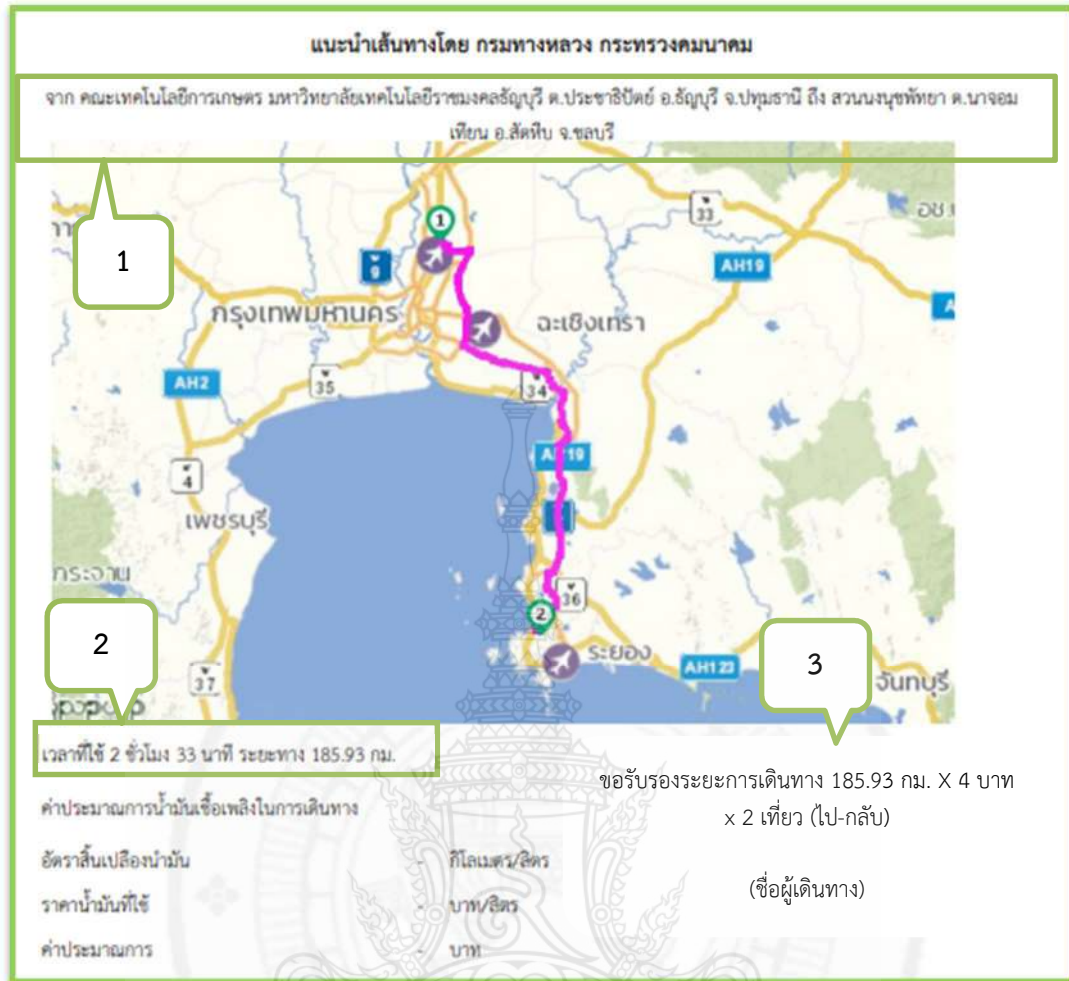 แนะนำเส้นทางโดย กรมทางหลวง กระทรวงคมนาคม
จาก คณะเทคโนโลยีการเกษตร มหาวิทยาลัยเทคโนโลยีราชมงคลธัญบุรี ต.ประชาธิปัตย์ อ.ธัญบุรี จ.ปทุมธานี ถึง สวนนงนุชพัทยา ต.นาจอม
เทียน อ.สัตหีบ จ.ชลบุรี
1
1
33
9
AH19
กรุงเทพมหานคร
ฉะเชิงเทรา
AH2
35
34
4
AH19
เพชรบุรี
กระจาน
36
2
2
ระยอง
3
AH123
จันทบุรี
37
เวลาที่ใช้ 2 ชั่วโมง 33 นาที ระยะทาง 185.93 กม.
ค่าประมาณการน้ำมันเชื้อเพลิงในการเดินทาง
อัตราสิ้นเปลืองน้ำมัน - กิโลเมตร/ลิตร
ราคาน้ำมันที่ใช้ - บาท/ลิตร
ค่าประมาณการ - บาท
ขอรับรองระยะการเดินทาง 185.93 กม. X 4 บาท
x 2 เที่ยว (ไป-กลับ)
(ชื่อผู้เดินทาง)